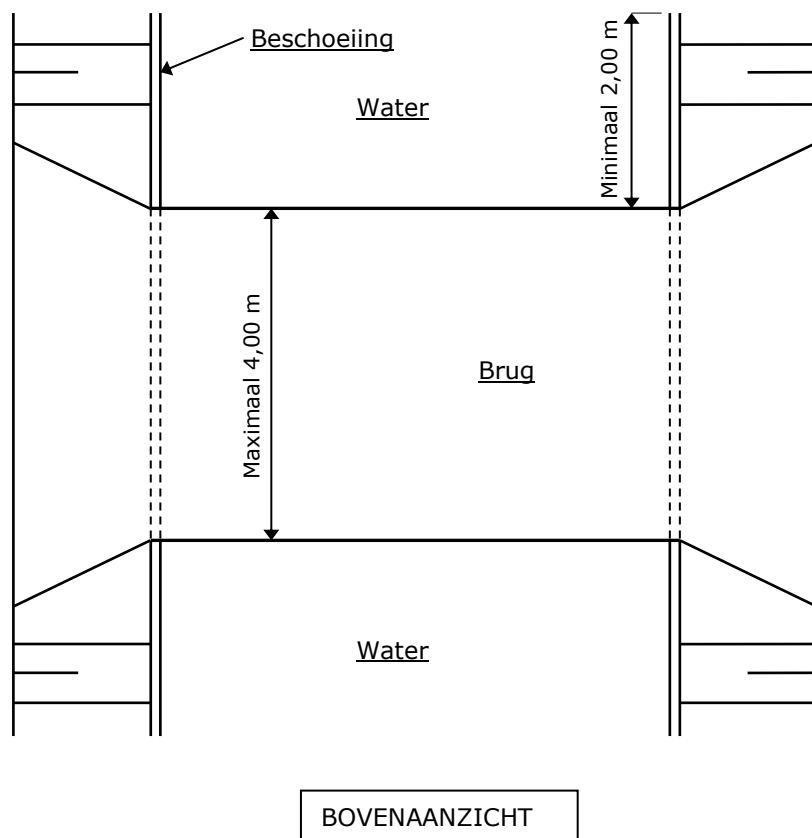 Beschoeiing
Water
Minimaal 2,00 m
Maximaal 4,00 m
Brug
Water
BOVENAANZICHT